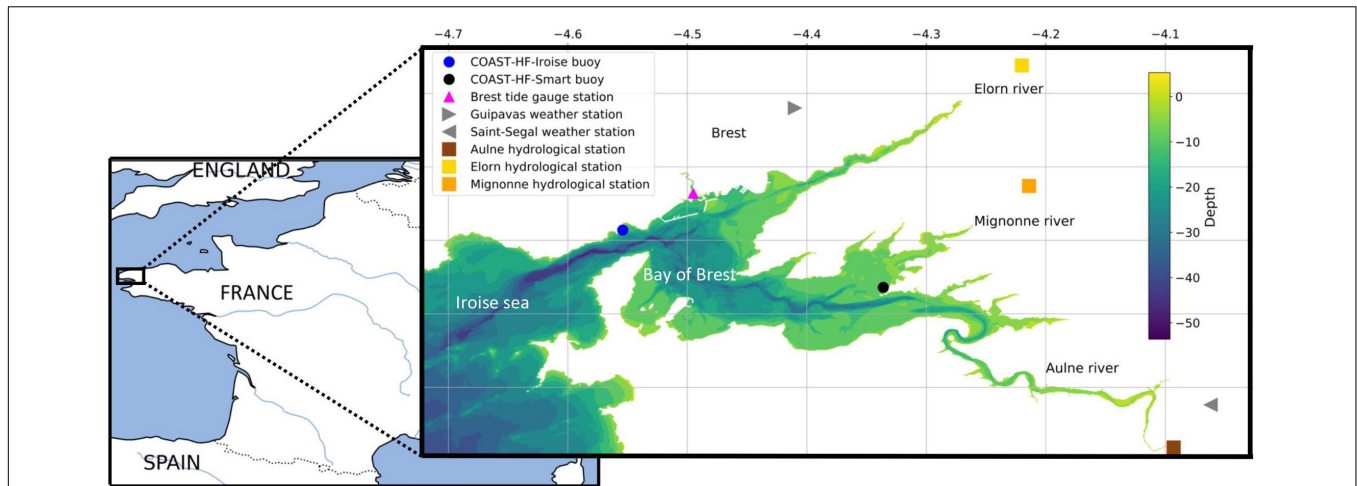 −4.7 −4.6 −4.5 −4.4 −4.3 −4.2 −4.1
COAST-HF-Iroise buoy
COAST-HF-Smart buoy
Brest tide gauge station
Guipavas weather station
Saint-Segal weather station
Aulne hydrological station
Elorn hydrological station
Mignonne hydrological station
Brest
Elorn river
Mignonne river
Bay of Brest
Iroise sea
Aulne river
0
−10
−20
−30
−40
−50
Depth
ENGLAND
FRANCE
SPAIN